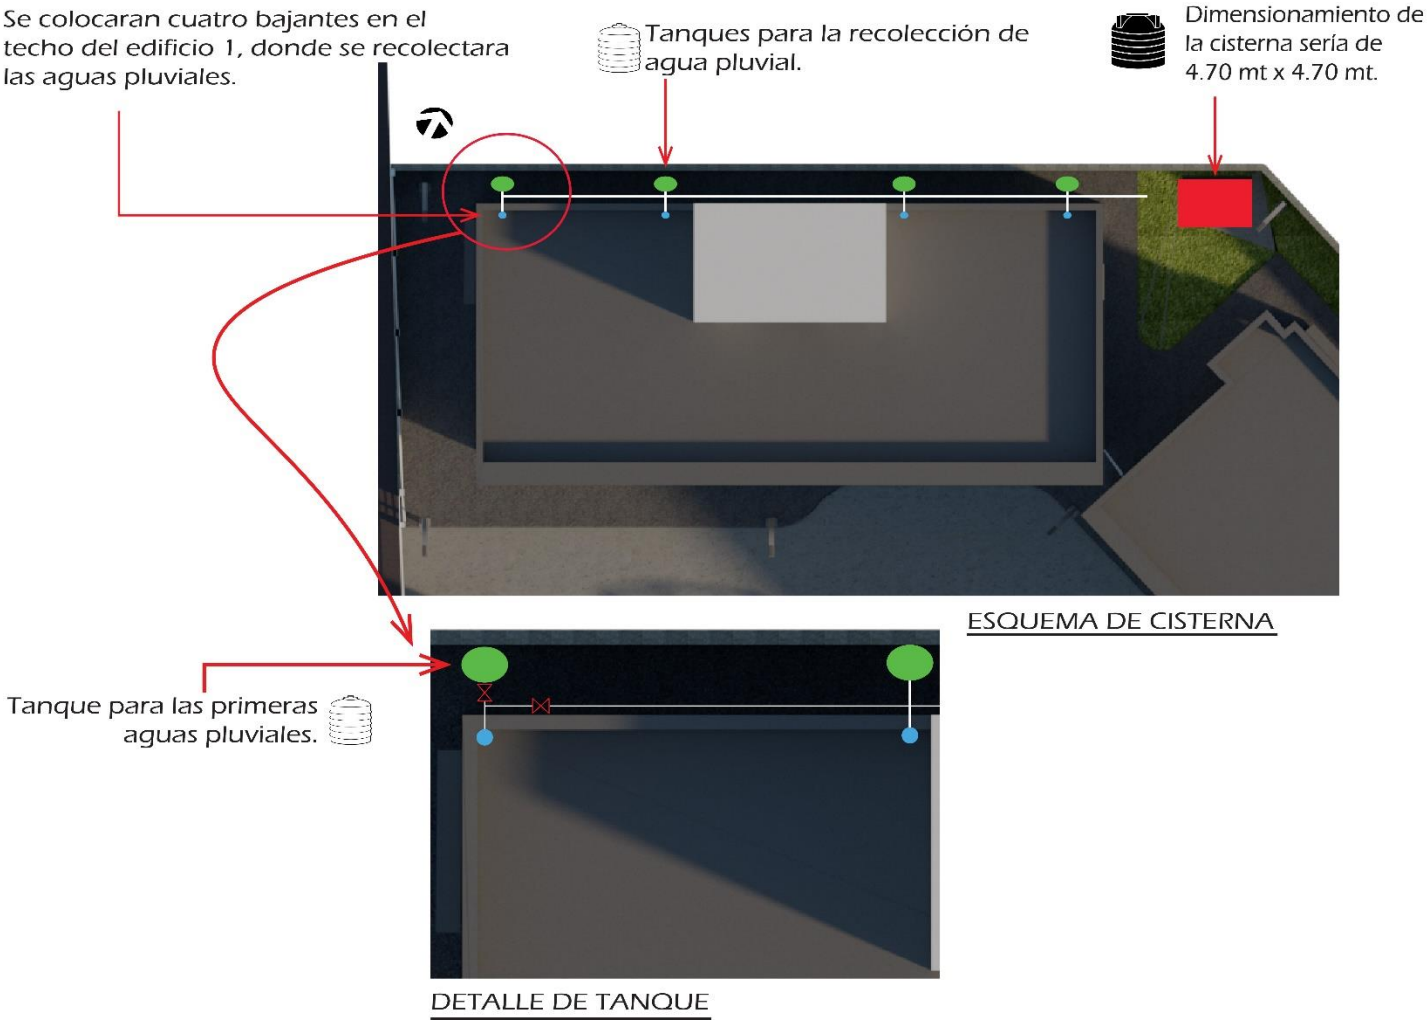 Se colocaran cuatro bajantes en el
techo del edificio 1, donde se recolectara
las aguas pluviales.
Tanques para la recolección de
agua pluvial.
Dimensionamiento de
la cisterna sería de
4.70 mt x 4.70 mt.
ESQUEMA DE CISTERNA
Tanque para las primeras
aguas pluviales.
DETALLE DE TANQUE